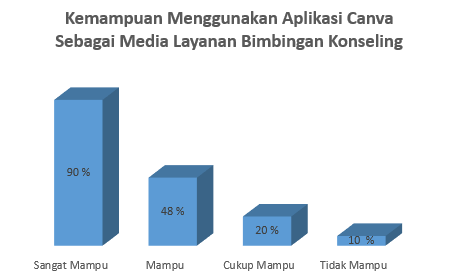 Kemampuan Menggunakan Aplikasi Canva
Sebagai Media Layanan Bimbingan Konseling
90 %
48 %
20 %
10 %
Sangat Mampu
Mampu
Cukup Mampu
Tidak Mampu